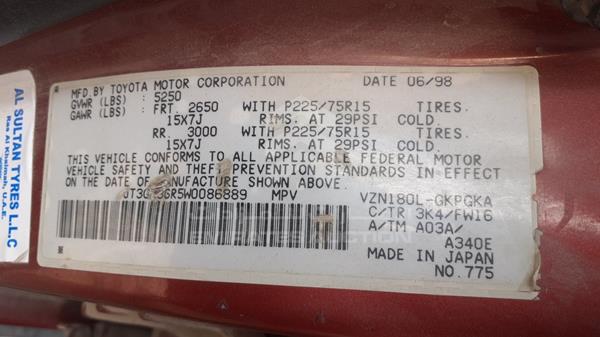 MFD.BY TOYOTA MOTOR CORPORATION DATE 06/98
GVWR (LBS) : 5250
GAWR (LBS) : FRT. 2650 WITH P225/75R15 TIRES.
15X7J RIMS. AT 29PSI COLD.
RR. 3000 WITH P225/75R15 TIRES.
15X7J RIMS. AT 29PSI COLD.
THIS VEHICLE CONFORMS TO ALL APPLICABLE FEDERAL MOTOR
VEHICLE SAFETY AND THEFT PREVENTION STANDARDS IN EFFECT
ON THE DATE OF MANUFACTURE SHOWN ABOVE.
MPV VZN180L-GKPGKA
C/TR 3K4/FW16
A/TM A03A/
A340E
MADE IN JAPAN
NO.775
AL SULTAN TYRES L.L.C
Ras Al Khaimah, U.A.E.